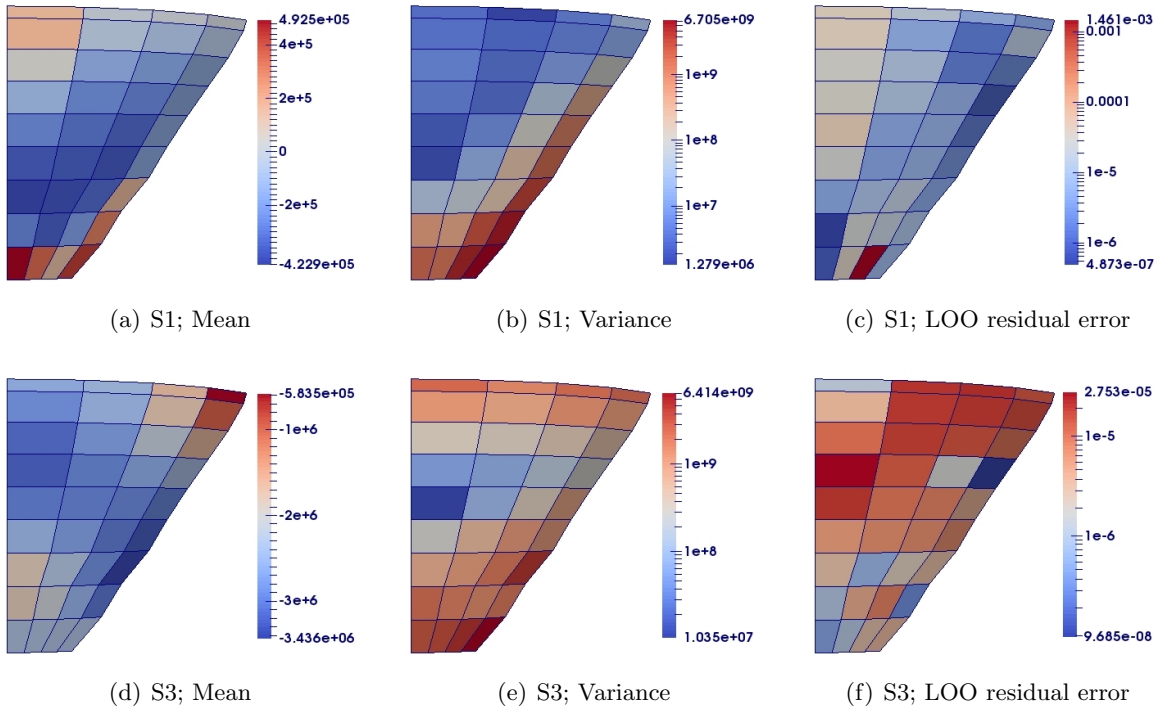 4.925e+05
4e+5
2e+5
0
-2e+5
-4.229e+05
(a) S1; Mean
6.705e+09
1e+9
1e+8
1e+7
1.279e+06
(b) S1; Variance
1.461e-03
0.001
0.0001
1e-5
1e-6
4.873e-07
(c) S1; LOO residual error
-5.835e+05
-1e+6
-2e+6
-3e+6
-3.436e+06
(d) S3; Mean
6.414e+09
1e+9
1e+8
1.035e+07
(e) S3; Variance
2.753e-05
1e-5
1e-6
9.685e-08
(f) S3; LOO residual error